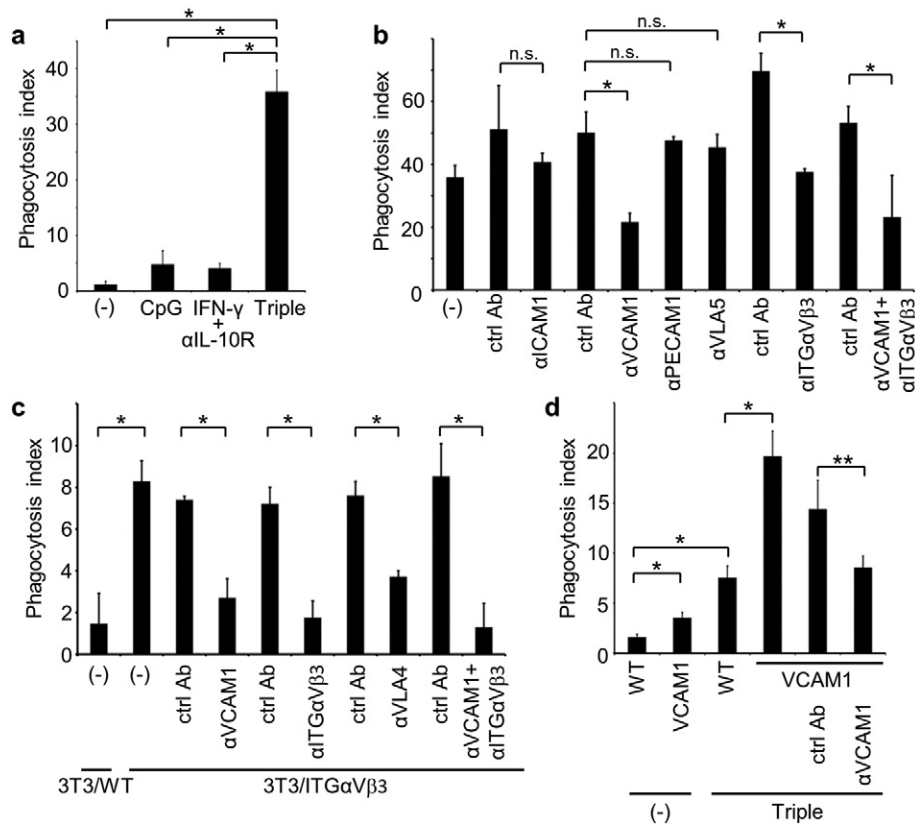 a
*
*
*
Phagocytosis index
40
30
20
10
0
(-)
CpG
IFN-γ
+
αIL-10R
Triple
b
n.s.
n.s.
n.s.
*
*
*
Phagocytosis index
60
40
20
0
(-)
ctrl Ab
αICAM1
ctrl Ab
αVCAM1
αPECAM1
αVLA5
ctrl Ab
αITGαVβ3
ctrl Ab
αVCAM1+
αITGαVβ3
c
*
*
*
*
*
Phagocytosis index
10
8
6
4
2
0
(-)
(-)
ctrl Ab
αVCAM1
ctrl Ab
αITGαVβ3
ctrl Ab
αVLA4
ctrl Ab
αVCAM1+
αITGαVβ3
3T3/WT
3T3/ITGαVβ3
d
*
**
*
*
Phagocytosis index
20
15
10
5
0
WT
VCAM1
WT
VCAM1
ctrl Ab
αVCAM1
(-)
Triple